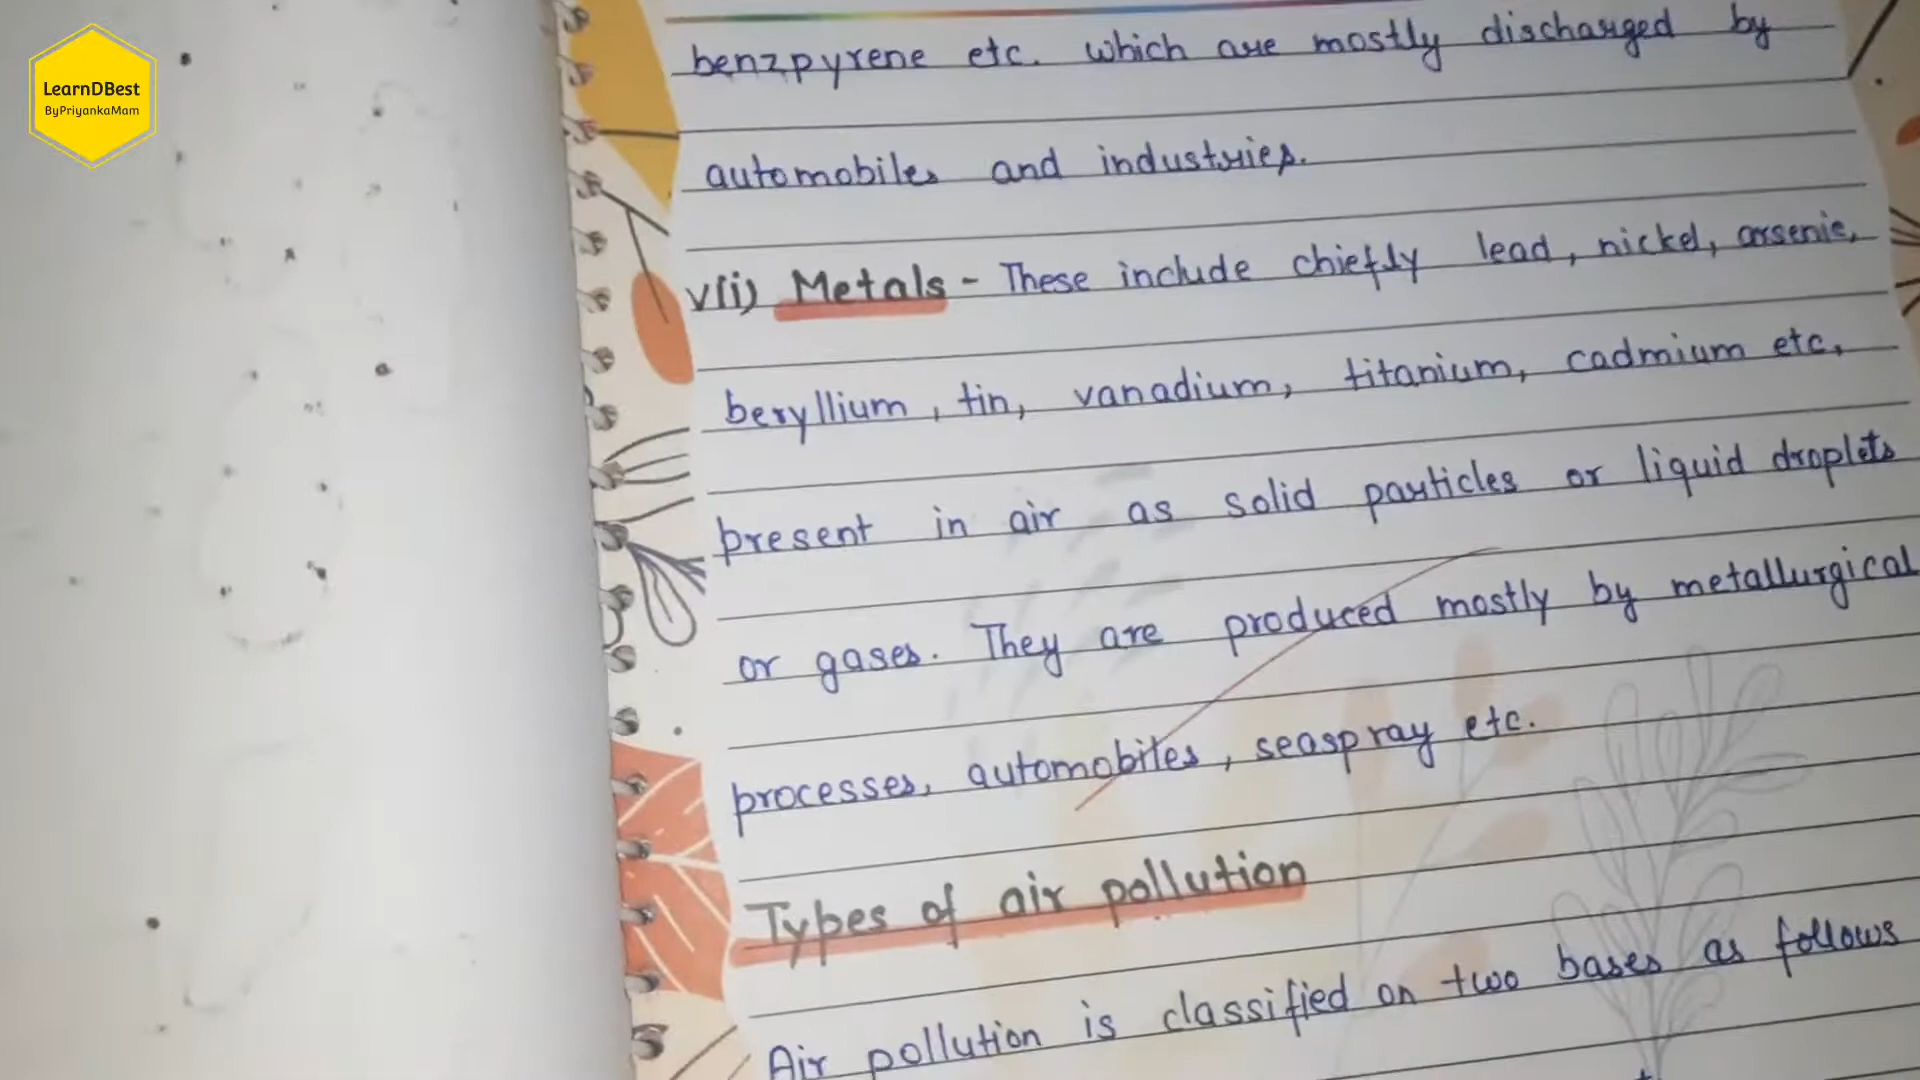 LearnDBest
ByPriyankaMam
benzpyrene etc. which are mostly discharged by
automobiles and industries.
v(i) Metals - These include chiefly lead, nickel, arsenic,
beryllium, tin, vanadium, titanium, cadmium etc,
present in air as solid particles or liquid droplets
or gases. They are produced mostly by metallurgical
processes, automobiles, seaspray etc.
Types of air pollution
Air pollution is classified on two bases as follows